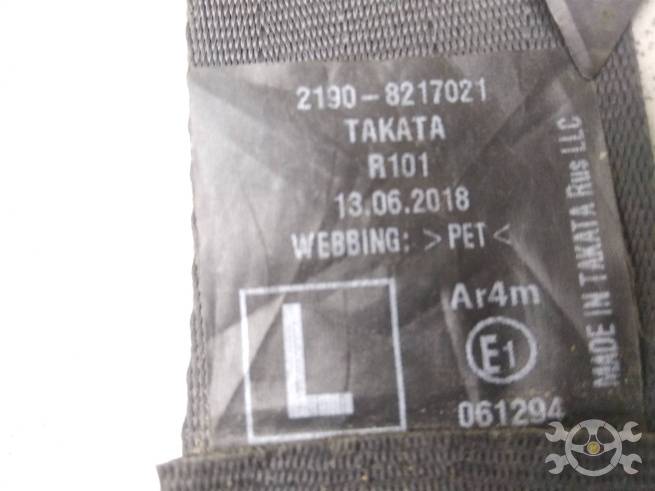 2190-8217021
TAKATA
R101
13.06.2018
WEBBING: >PET<
L
Ar4m
E1
061294
MADE IN TAKATA Rus LLC